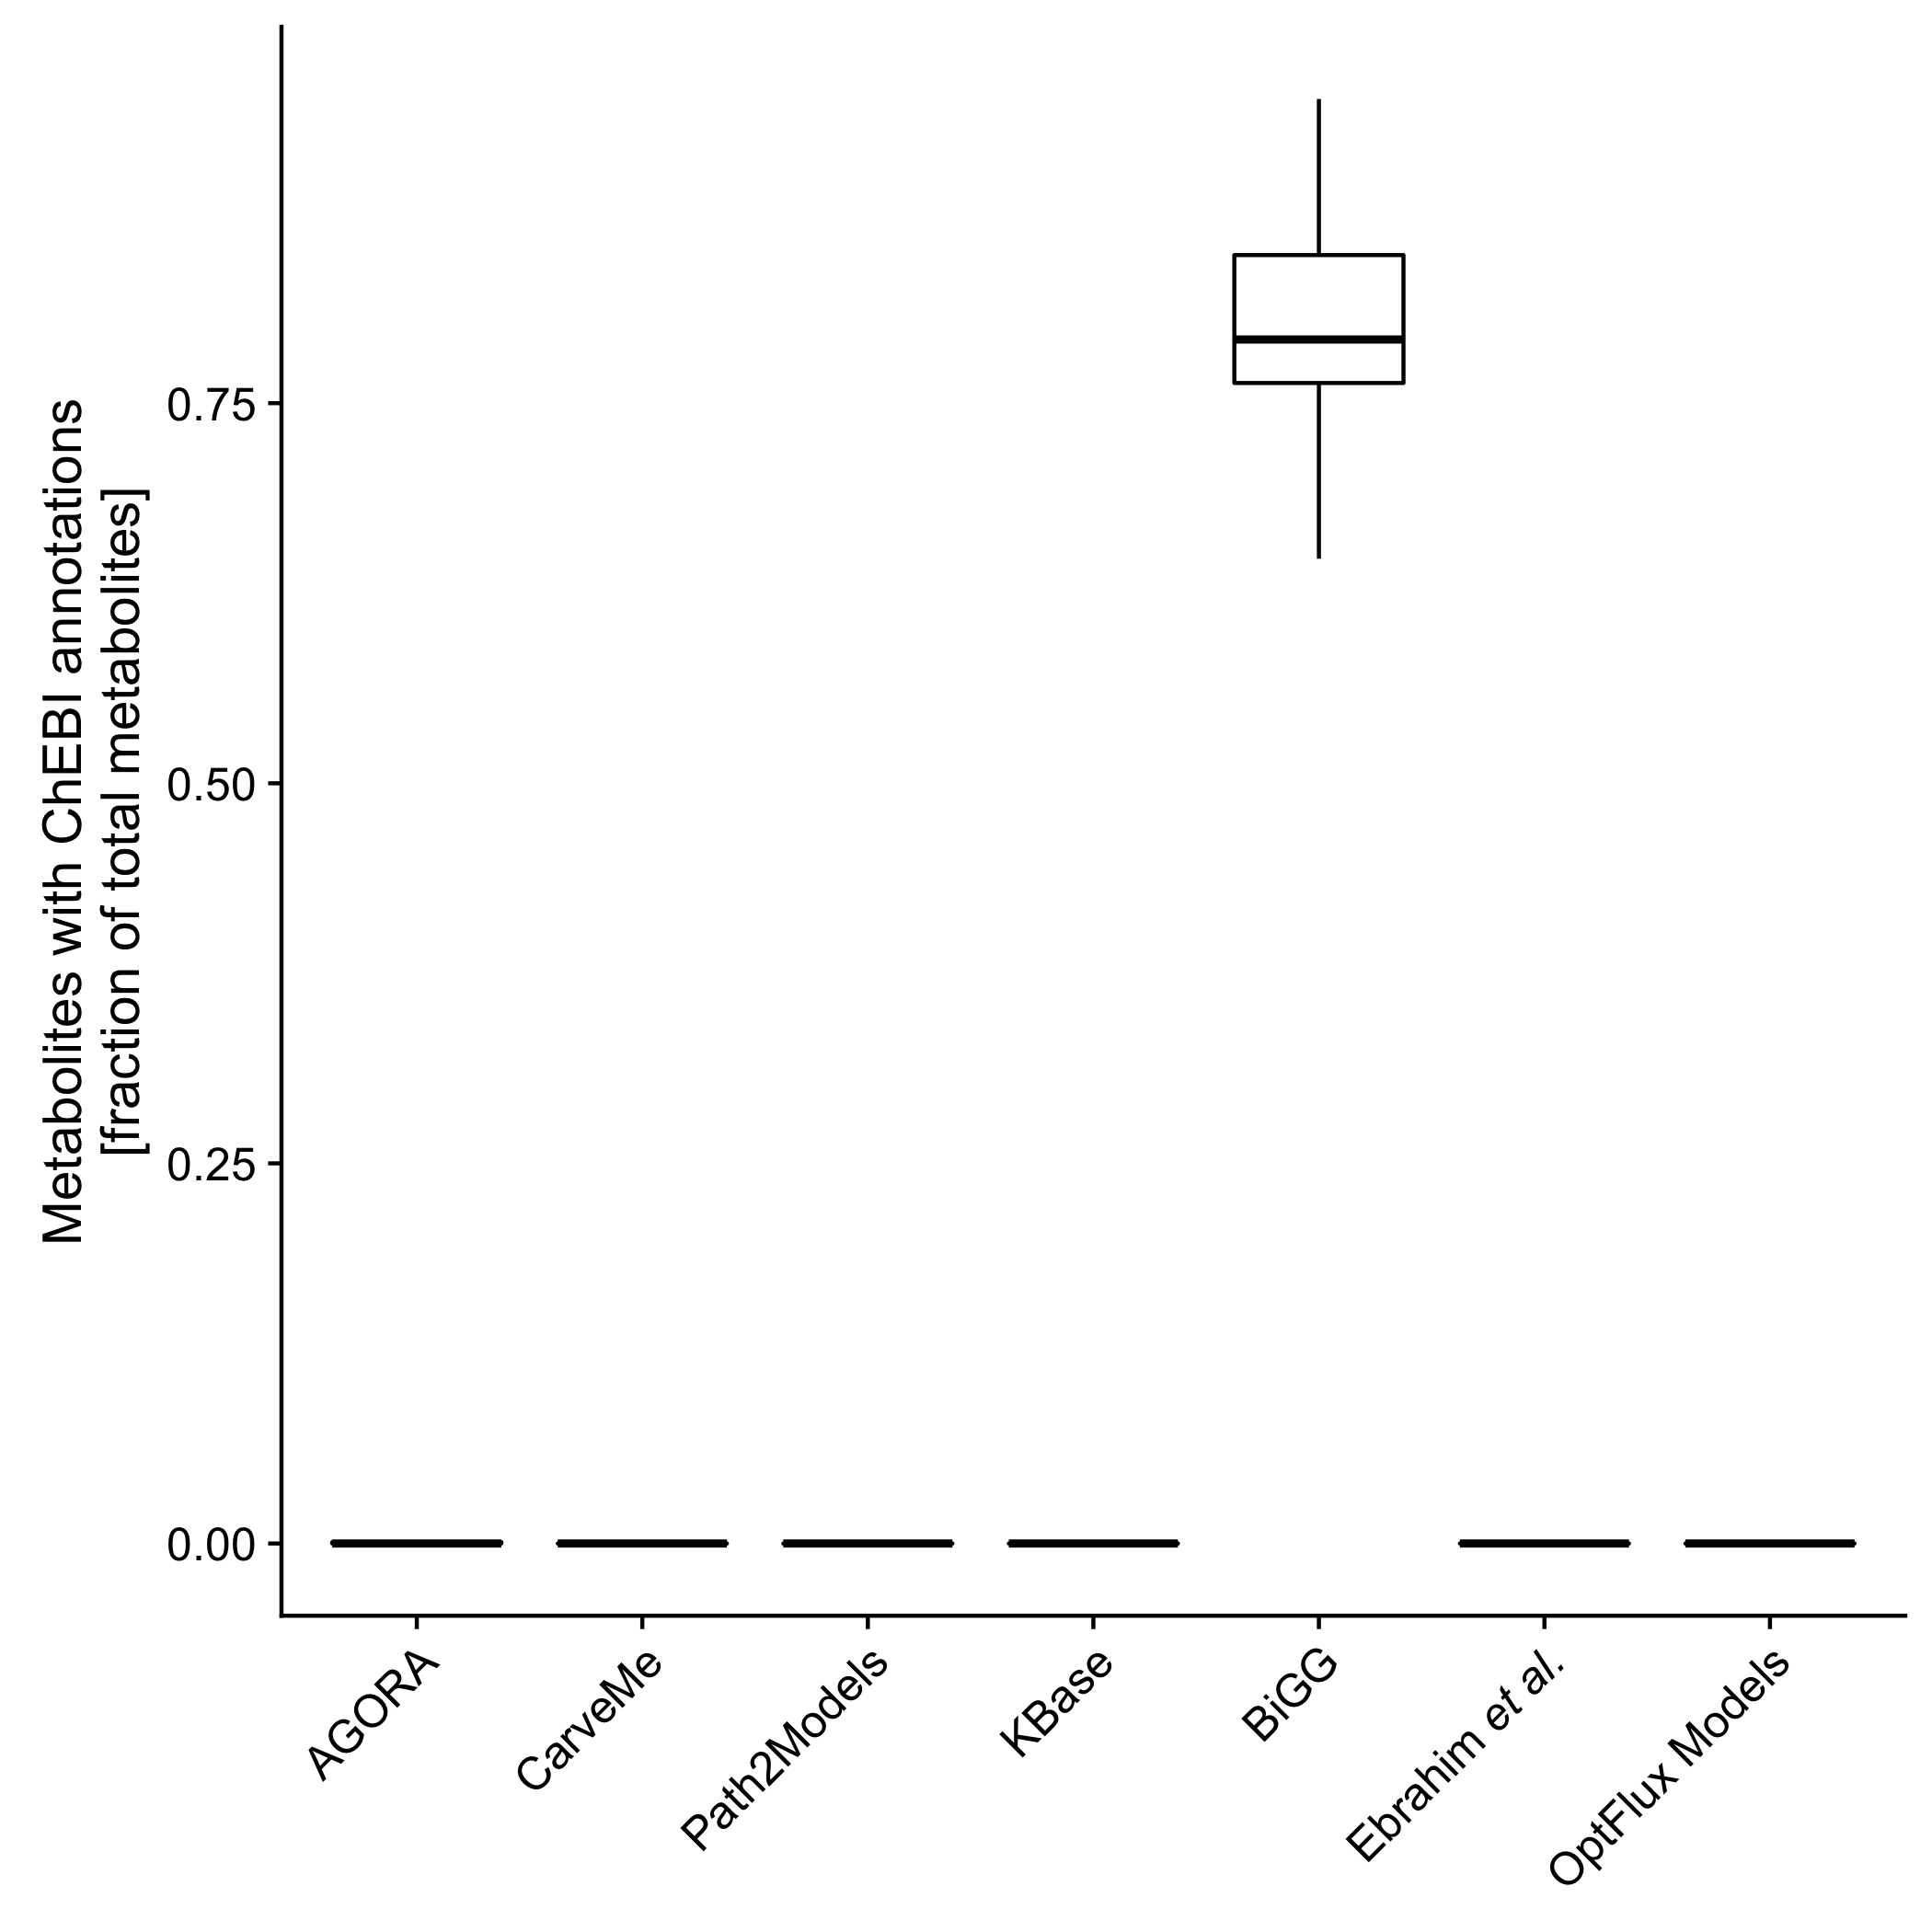 Metabolites with ChEBI annotations
[fraction of total metabolites]
0.75
0.50
0.25
0.00
AGORA
CarveMe
Path2Models
KBase
BiGG
Ebrahim et al.
OptFlux Models